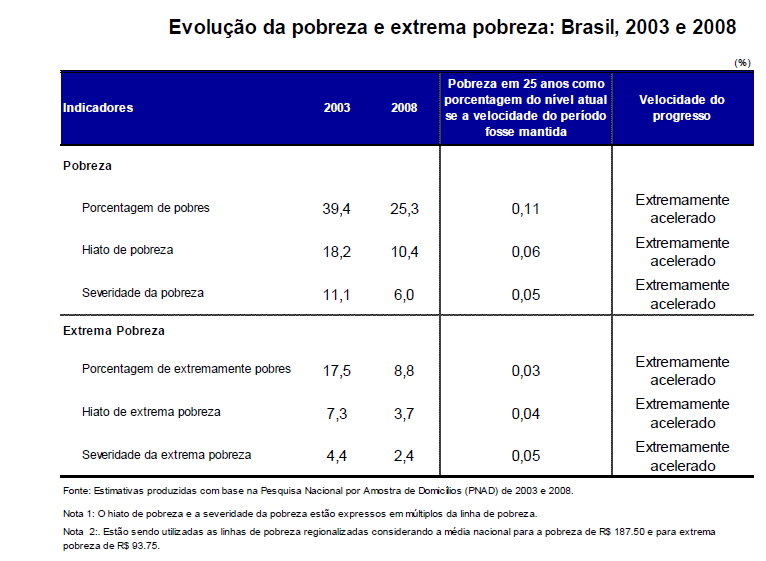 Evolução da pobreza e extrema pobreza: Brasil, 2003 e 2008
(%)
Indicadores 2003 2008 Pobreza em 25 anos como porcentagem do nível atual se a velocidade do período fosse mantida Velocidade do progresso
Pobreza
Porcentagem de pobres 39,4 25,3 0,11 Extremamente acelerado
Hiato de pobreza 18,2 10,4 0,06 Extremamente acelerado
Severidade da pobreza 11,1 6,0 0,05 Extremamente acelerado
Extrema Pobreza
Porcentagem de extremamente pobres 17,5 8,8 0,03 Extremamente acelerado
Hiato de extrema pobreza 7,3 3,7 0,04 Extremamente acelerado
Severidade da extrema pobreza 4,4 2,4 0,05 Extremamente acelerado
Fonte: Estimativas produzidas com base na Pesquisa Nacional por Amostra de Domicílios (PNAD) de 2003 e 2008.
Nota 1: O hiato de pobreza e a severidade da pobreza estão expressos em múltiplos da linha de pobreza.
Nota 2:. Estão sendo utilizadas as linhas de pobreza regionalizadas considerando a média nacional para a pobreza de R$ 187.50 e para extrema
pobreza de R$ 93.75.